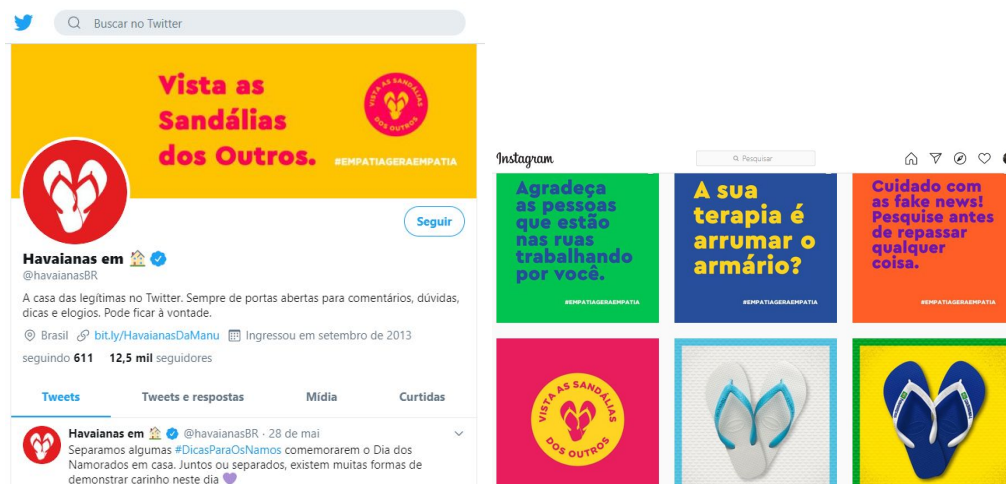 Buscar no Twitter
Vista as
Sandálias
dos Outros.
VISTA AS SANDÁLIAS
DOS OUTROS
#EMPATIAGERAEMPATIA
Seguir
Havaianas em
@havaianasBR
A casa das legítimas no Twitter. Sempre de portas abertas para comentários, dúvidas,
dicas e elogios. Pode ficar à vontade.
Brasil bit.ly/HavaianasDaManu Ingressou em setembro de 2013
seguindo 611 12,5 mil seguidores
Tweets Tweets e respostas Mídia Curtidas
Havaianas em @havaianasBR · 28 de mai
Separamos algumas #DicasParaOsNamos comemorarem o Dia dos
Namorados em casa. Juntos ou separados, existem muitas formas de
demonstrar carinho neste dia
Instagram
Pesquisar
Agradeça
as pessoas
que estão
nas ruas
trabalhando
por você.
#EMPATIAGERAEMPATIA
A sua
terapia é
arrumar o
armário?
#EMPATIAGERAEMPATIA
Cuidado com
as fake news!
Pesquise antes
de repassar
qualquer
coisa.
#EMPATIAGERAEMPATIA
VISTA AS SANDÁLIAS
DOS OUTROS